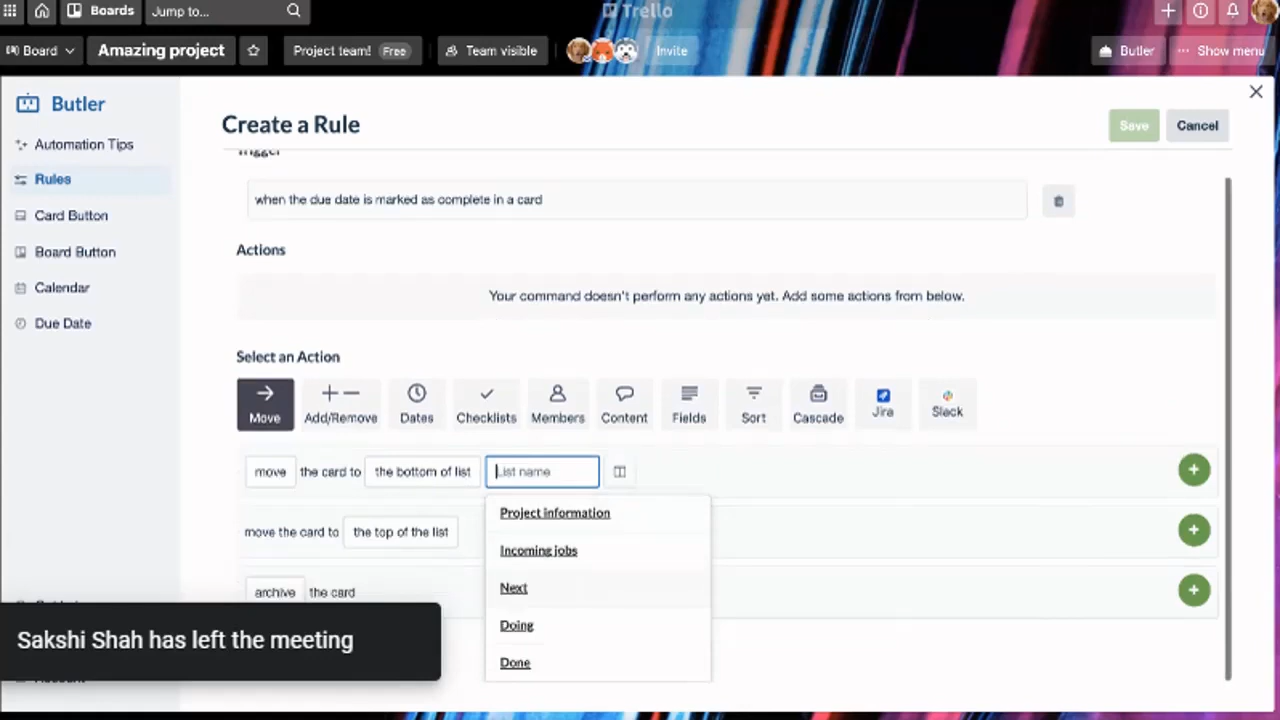 Boards
Jump to...
Trello
Board
Amazing project
Project team! Free
Team visible
Invite
Butler
Show menu
Butler
Automation Tips
Rules
Card Button
Board Button
Calendar
Due Date
Create a Rule
Save
Cancel
Trigger
when the due date is marked as complete in a card
Actions
Your command doesn't perform any actions yet. Add some actions from below.
Select an Action
Move
Add/Remove
Dates
Checklists
Members
Content
Fields
Sort
Cascade
Jira
Slack
move the card to the bottom of list List name
Project information
Incoming jobs
Next
Doing
Done
move the card to the top of the list
archive the card
Sakshi Shah has left the meeting